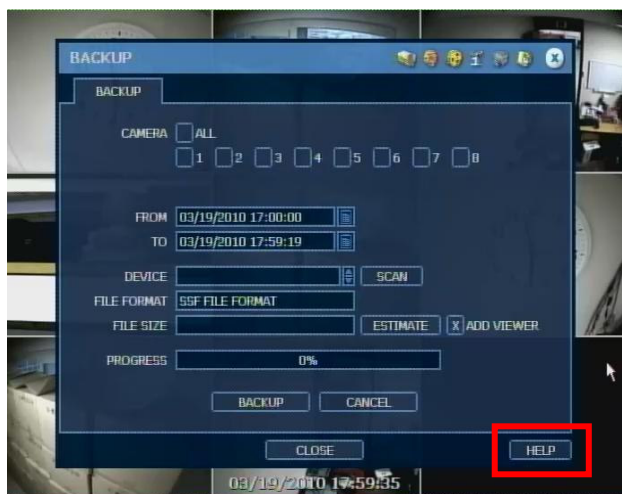 BACKUP
BACKUP
CAMERA ALL
1 2 3 4 5 6 7 8
FROM 03/19/2010 17:00:00
TO 03/19/2010 17:59:19
DEVICE SCAN
FILE FORMAT SSF FILE FORMAT
FILE SIZE ESTIMATE X ADD VIEWER
PROGRESS 0%
BACKUP CANCEL
CLOSE HELP
03/19/2010 17:59:35